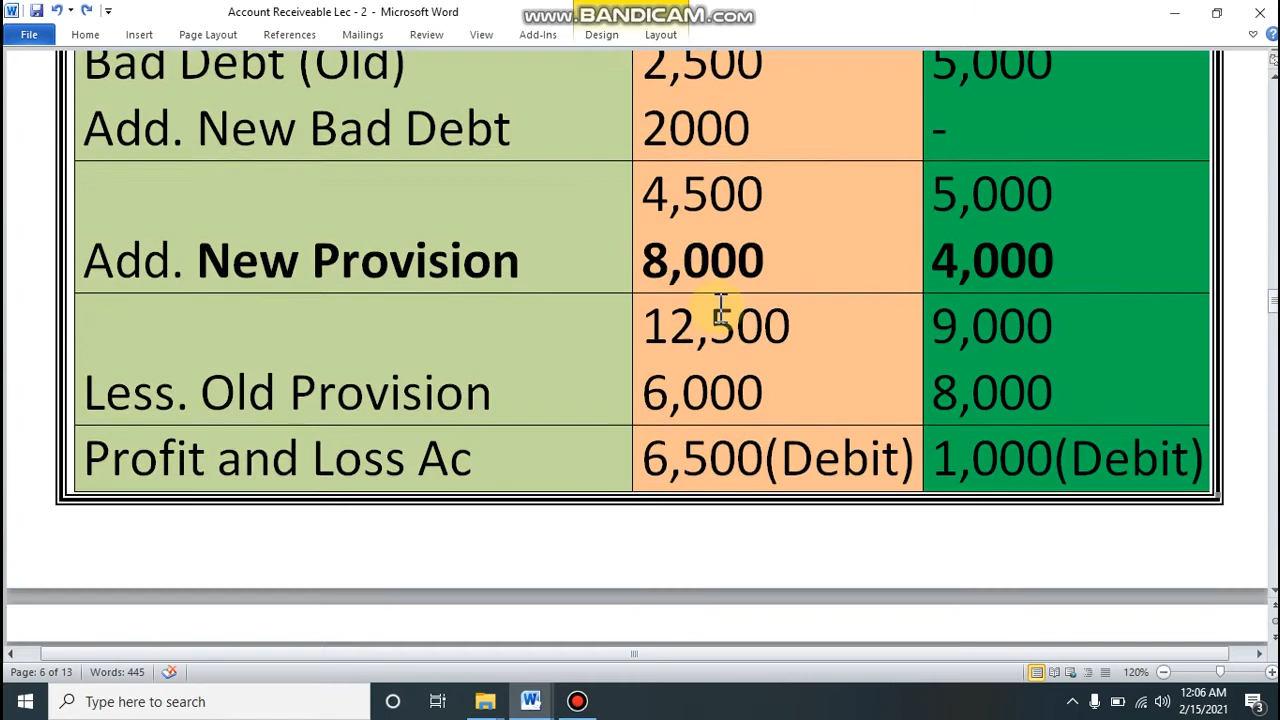 Account Receiveable Lec - 2 - Microsoft Word
www.BANDICAM.com
File Home Insert Page Layout References Mailings Review View Add-Ins Design Layout
Bad Debt (Old) 2,500 5,000
Add. New Bad Debt 2000 -
4,500 5,000
Add. New Provision 8,000 4,000
12,500 9,000
Less. Old Provision 6,000 8,000
Profit and Loss Ac 6,500(Debit) 1,000(Debit)
Page: 6 of 13 Words: 445 120%
Type here to search
12:06 AM
2/15/2021
3